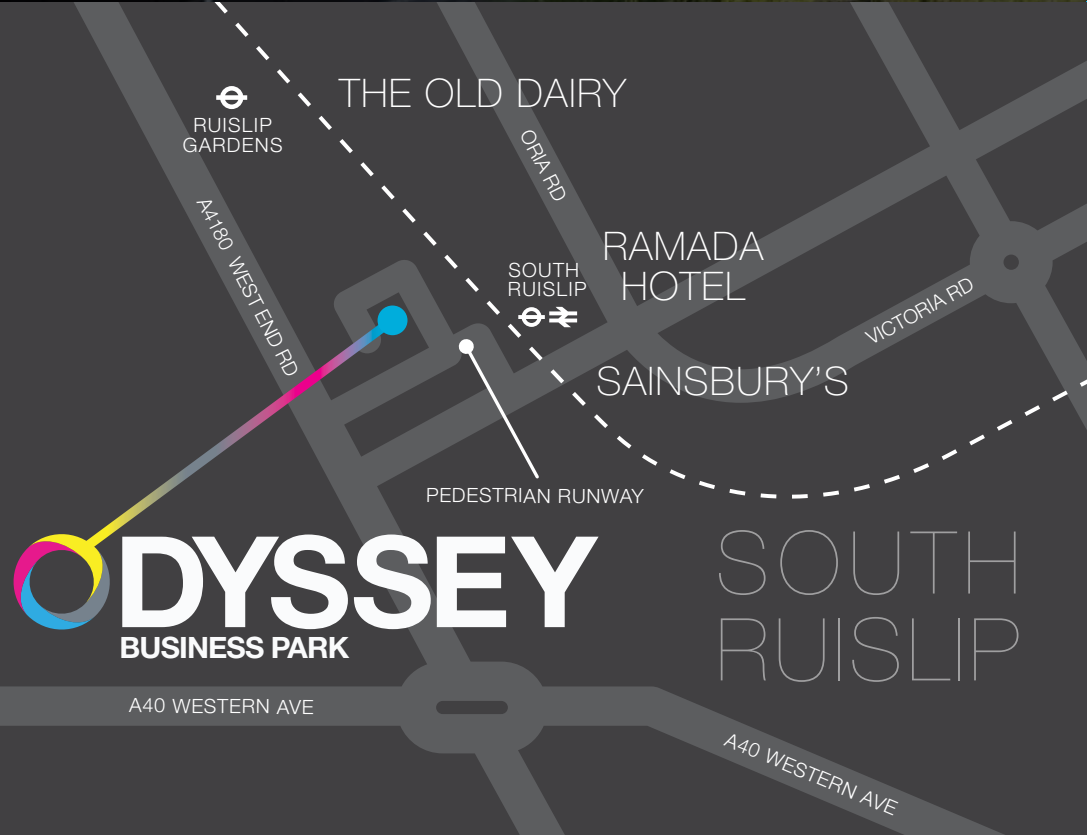 THE OLD DAIRY
RUISLIP
GARDENS
ORIA RD
A4180 WEST END RD
RAMADA
HOTEL
SOUTH
RUISLIP
VICTORIA RD
SAINSBURY'S
PEDESTRIAN RUNWAY
ODYSSEY
BUSINESS PARK
SOUTH
RUISLIP
A40 WESTERN AVE
A40 WESTERN AVE